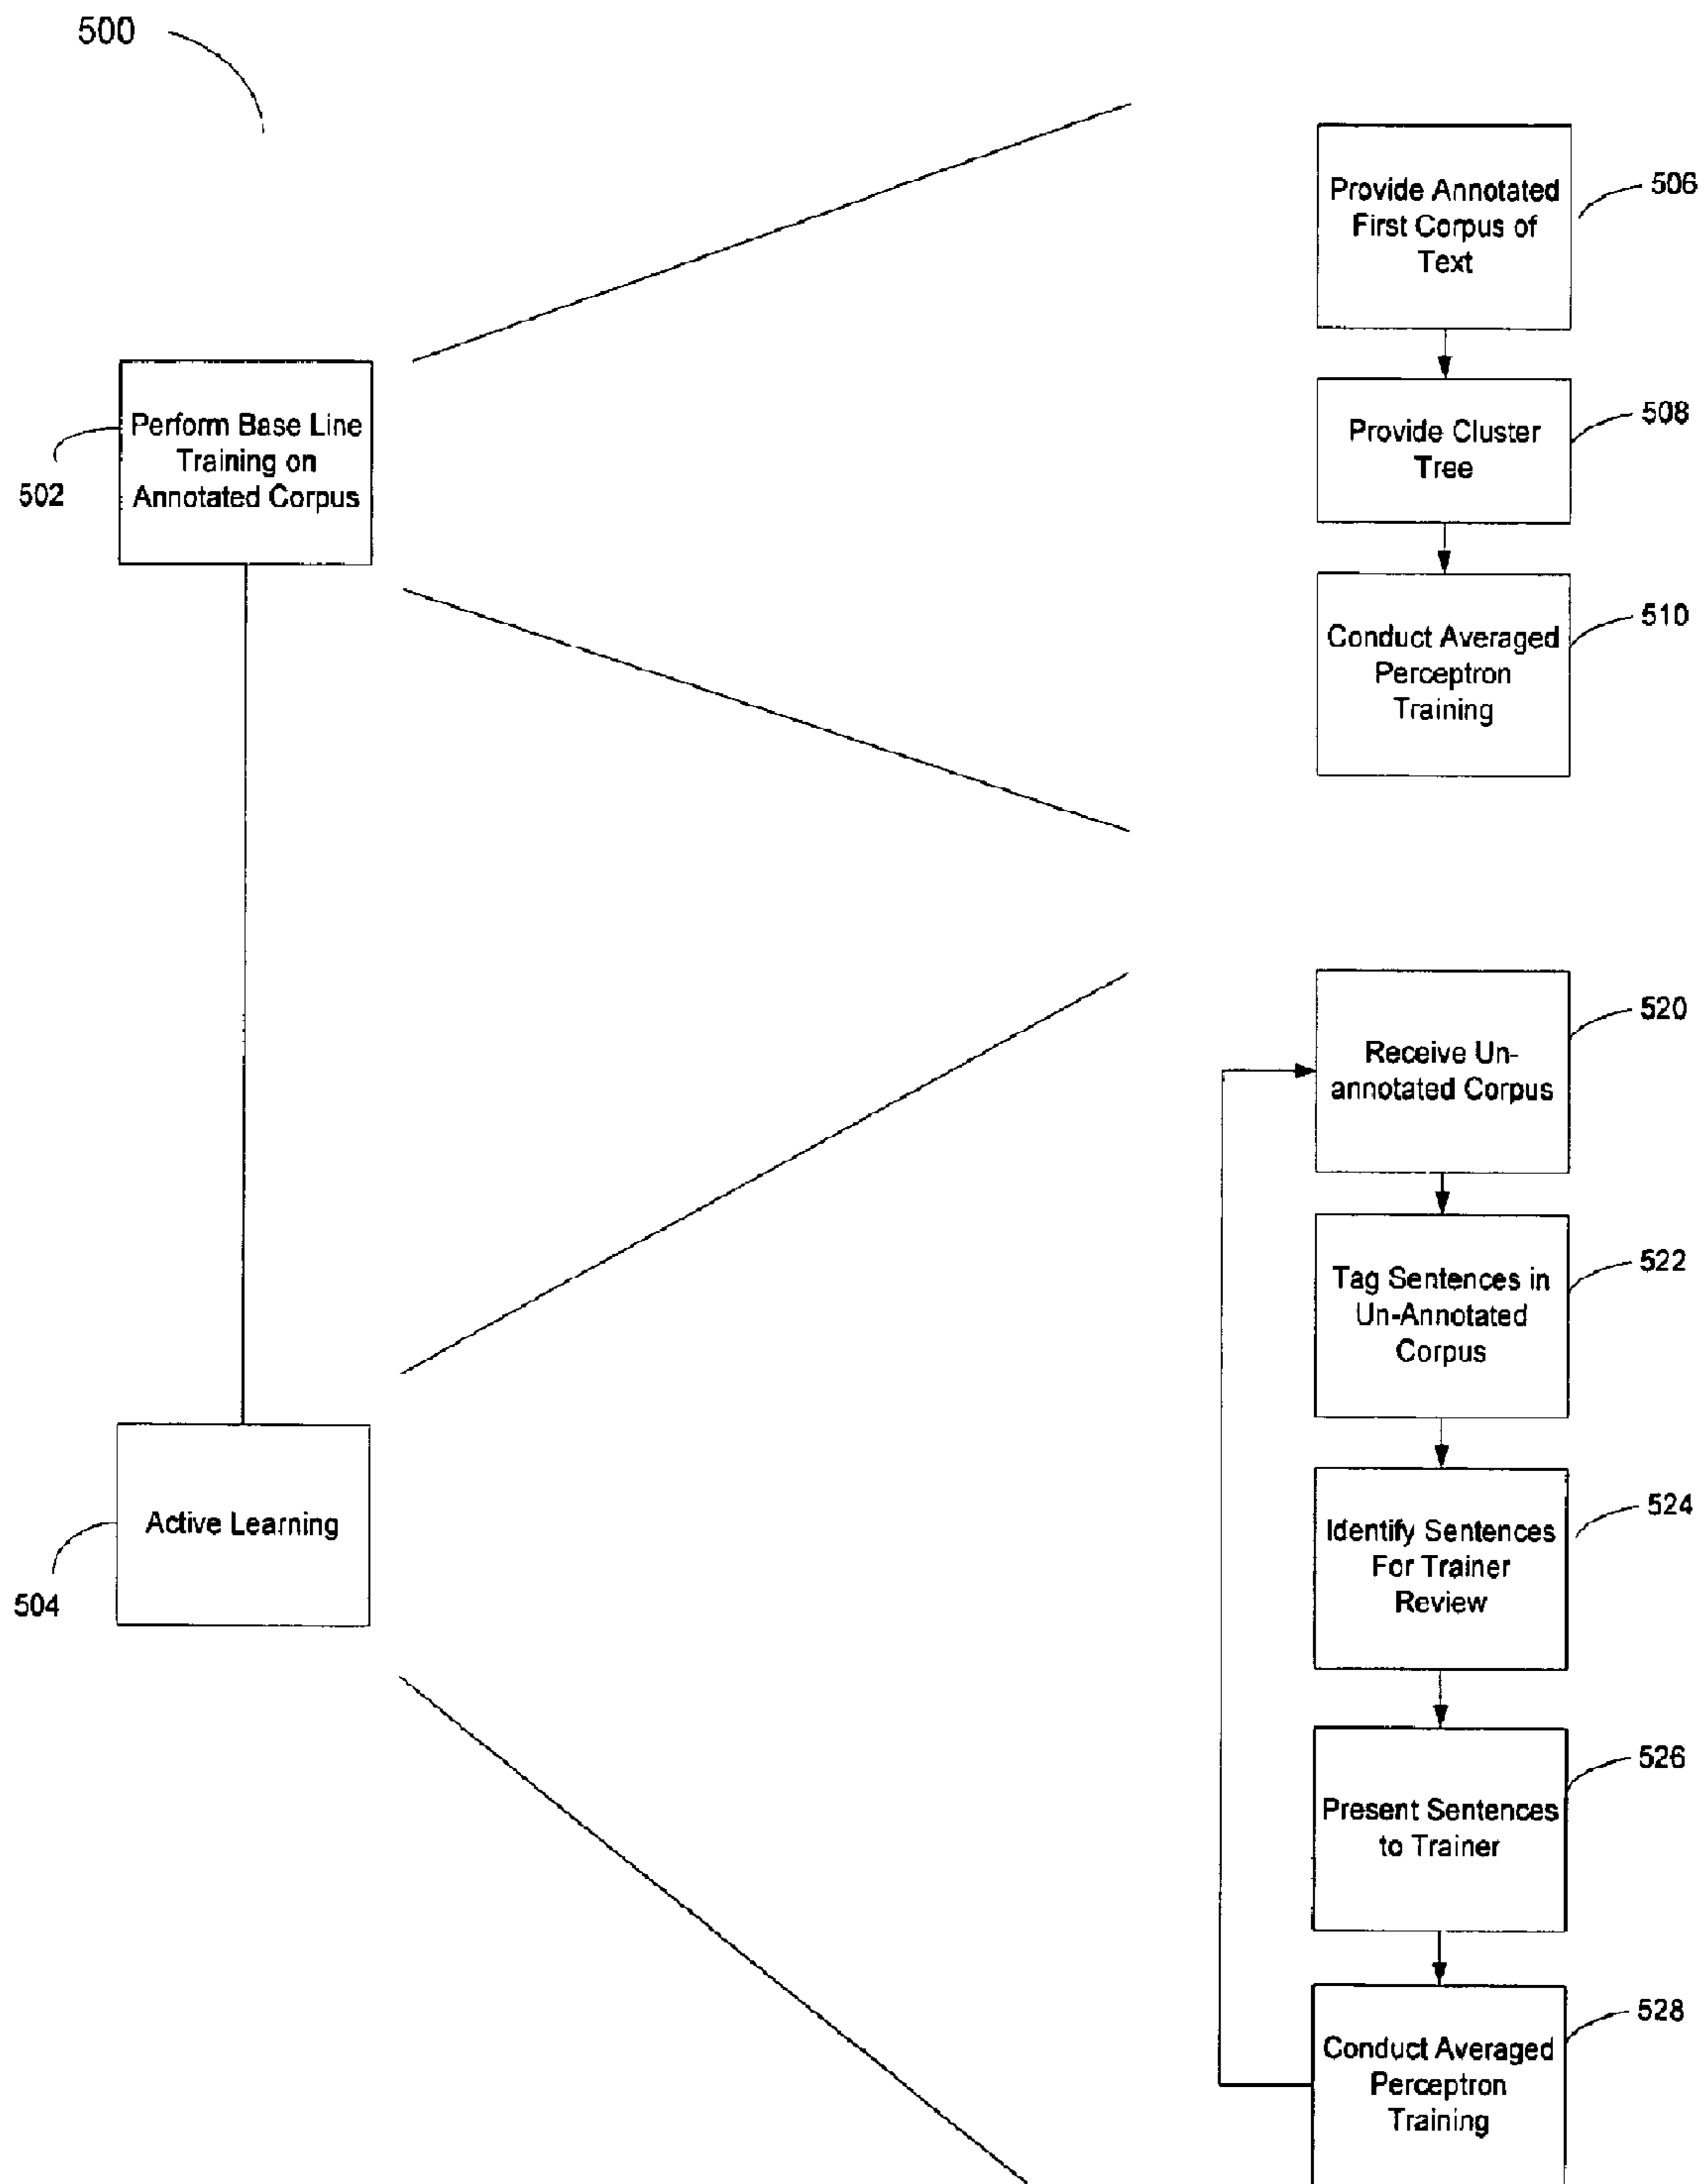 500
Perform Base Line
Training on
Annotated Corpus
502
Active Learning
504
Provide Annotated
First Corpus of
Text
506
Provide Cluster
Tree
508
Conduct Averaged
Perceptron
Training
510
Receive Un-
annotated Corpus
520
Tag Sentences in
Un-Annotated
Corpus
522
Identify Sentences
For Trainer
Review
524
Present Sentences
to Trainer
526
Conduct Averaged
Perceptron
Training
528